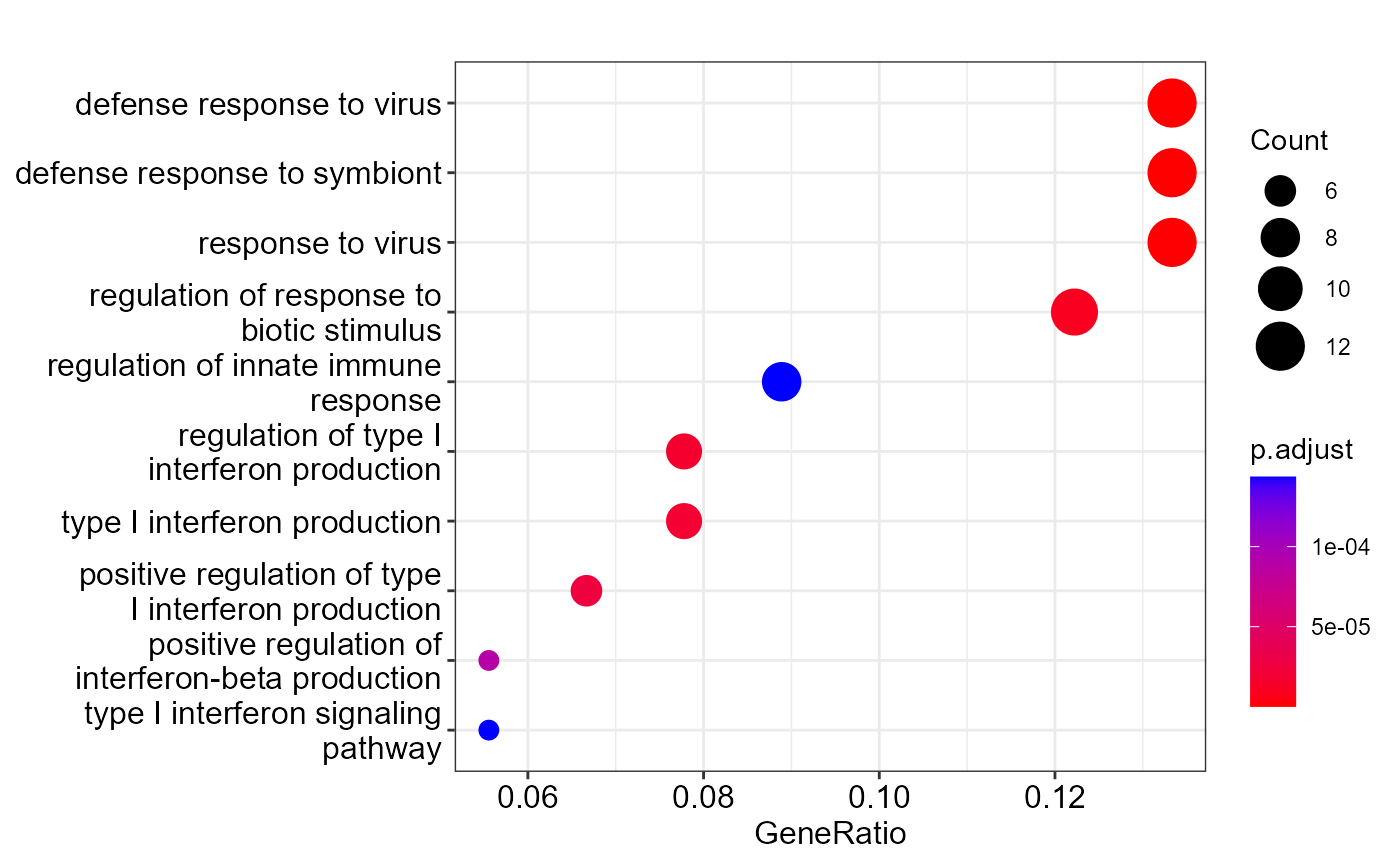 defense response to virus
defense response to symbiont
response to virus
regulation of response to
biotic stimulus
regulation of innate immune
response
regulation of type I
interferon production
type I interferon production
positive regulation of type
I interferon production
positive regulation of
interferon-beta production
type I interferon signaling
pathway
0.06
0.08
0.10
0.12
GeneRatio
Count
6
8
10
12
p.adjust
1e-04
5e-05